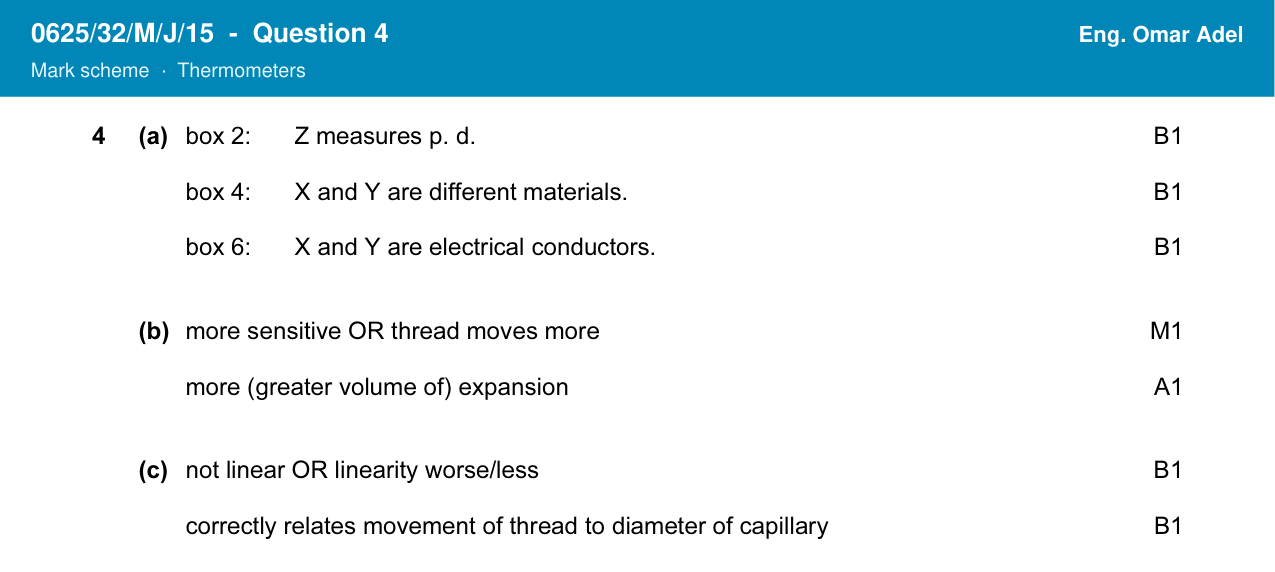 0625/32/M/J/15 - Question 4
Eng. Omar Adel
Mark scheme · Thermometers
4 (a) box 2: Z measures p. d. B1
box 4: X and Y are different materials. B1
box 6: X and Y are electrical conductors. B1
(b) more sensitive OR thread moves more M1
more (greater volume of) expansion A1
(c) not linear OR linearity worse/less B1
correctly relates movement of thread to diameter of capillary B1